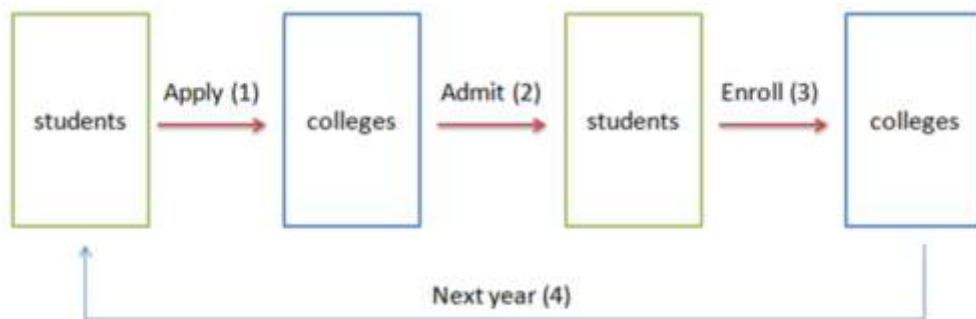 students
Apply (1)
colleges
Admit (2)
students
Enroll (3)
colleges
Next year (4)